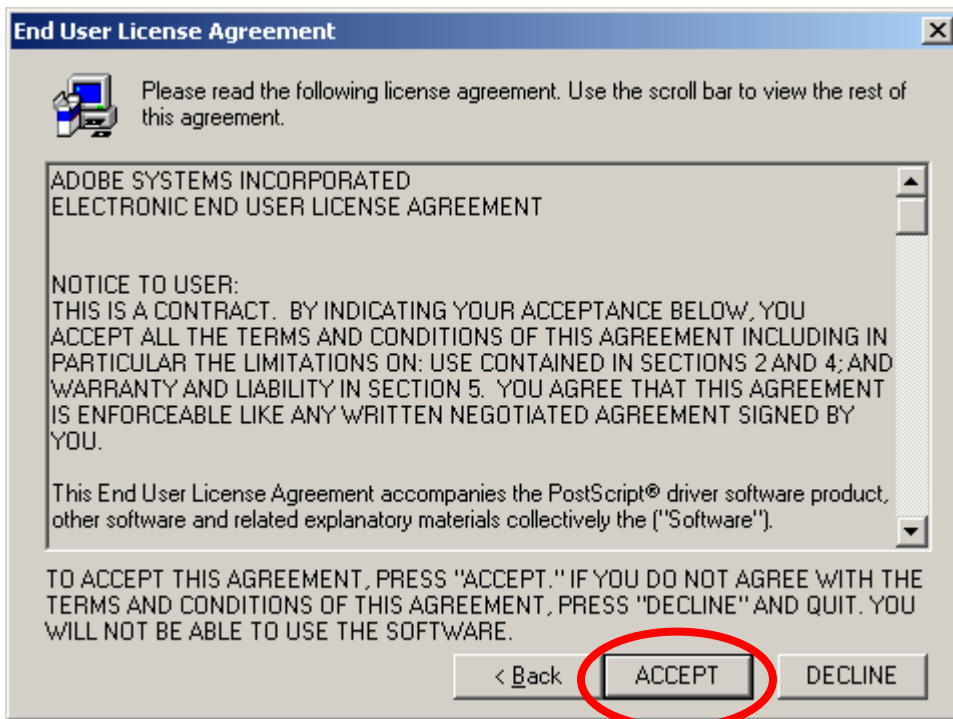 End User License Agreement
Please read the following license agreement. Use the scroll bar to view the rest of
this agreement.
ADOBE SYSTEMS INCORPORATED
ELECTRONIC END USER LICENSE AGREEMENT
NOTICE TO USER:
THIS IS A CONTRACT.  BY INDICATING YOUR ACCEPTANCE BELOW, YOU
ACCEPT ALL THE TERMS AND CONDITIONS OF THIS AGREEMENT INCLUDING IN
PARTICULAR THE LIMITATIONS ON: USE CONTAINED IN SECTIONS 2 AND 4; AND
WARRANTY AND LIABILITY IN SECTION 5.  YOU AGREE THAT THIS AGREEMENT
IS ENFORCEABLE LIKE ANY WRITTEN NEGOTIATED AGREEMENT SIGNED BY
YOU.
This End User License Agreement accompanies the PostScript® driver software product,
other software and related explanatory materials collectively the ("Software").
TO ACCEPT THIS AGREEMENT, PRESS "ACCEPT." IF YOU DO NOT AGREE WITH THE
TERMS AND CONDITIONS OF THIS AGREEMENT, PRESS "DECLINE" AND QUIT. YOU
WILL NOT BE ABLE TO USE THE SOFTWARE.
< Back ACCEPT DECLINE